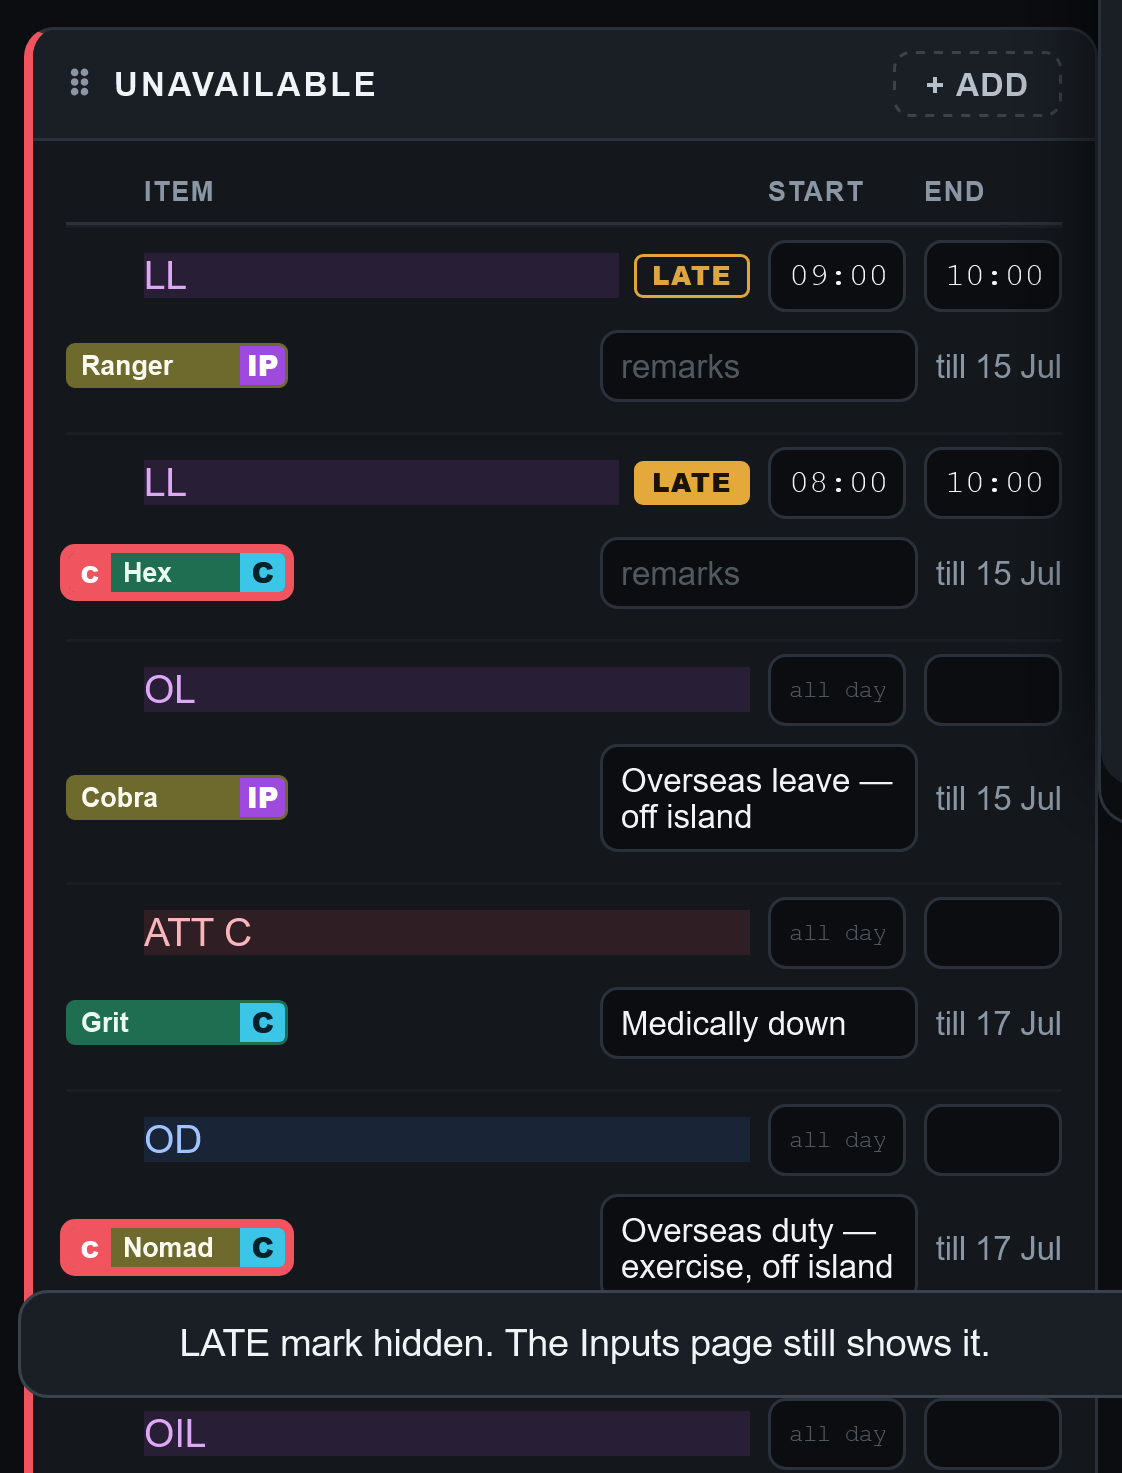 UNAVAILABLE
+ ADD
ITEM START END
LL LATE 09:00 10:00
Ranger IP remarks till 15 Jul
LL LATE 08:00 10:00
c Hex C remarks till 15 Jul
OL all day
Cobra IP Overseas leave —
off island till 15 Jul
ATT C all day
Grit C Medically down till 17 Jul
OD all day
c Nomad C Overseas duty —
exercise, off island till 17 Jul
LATE mark hidden. The Inputs page still shows it.
OIL all day